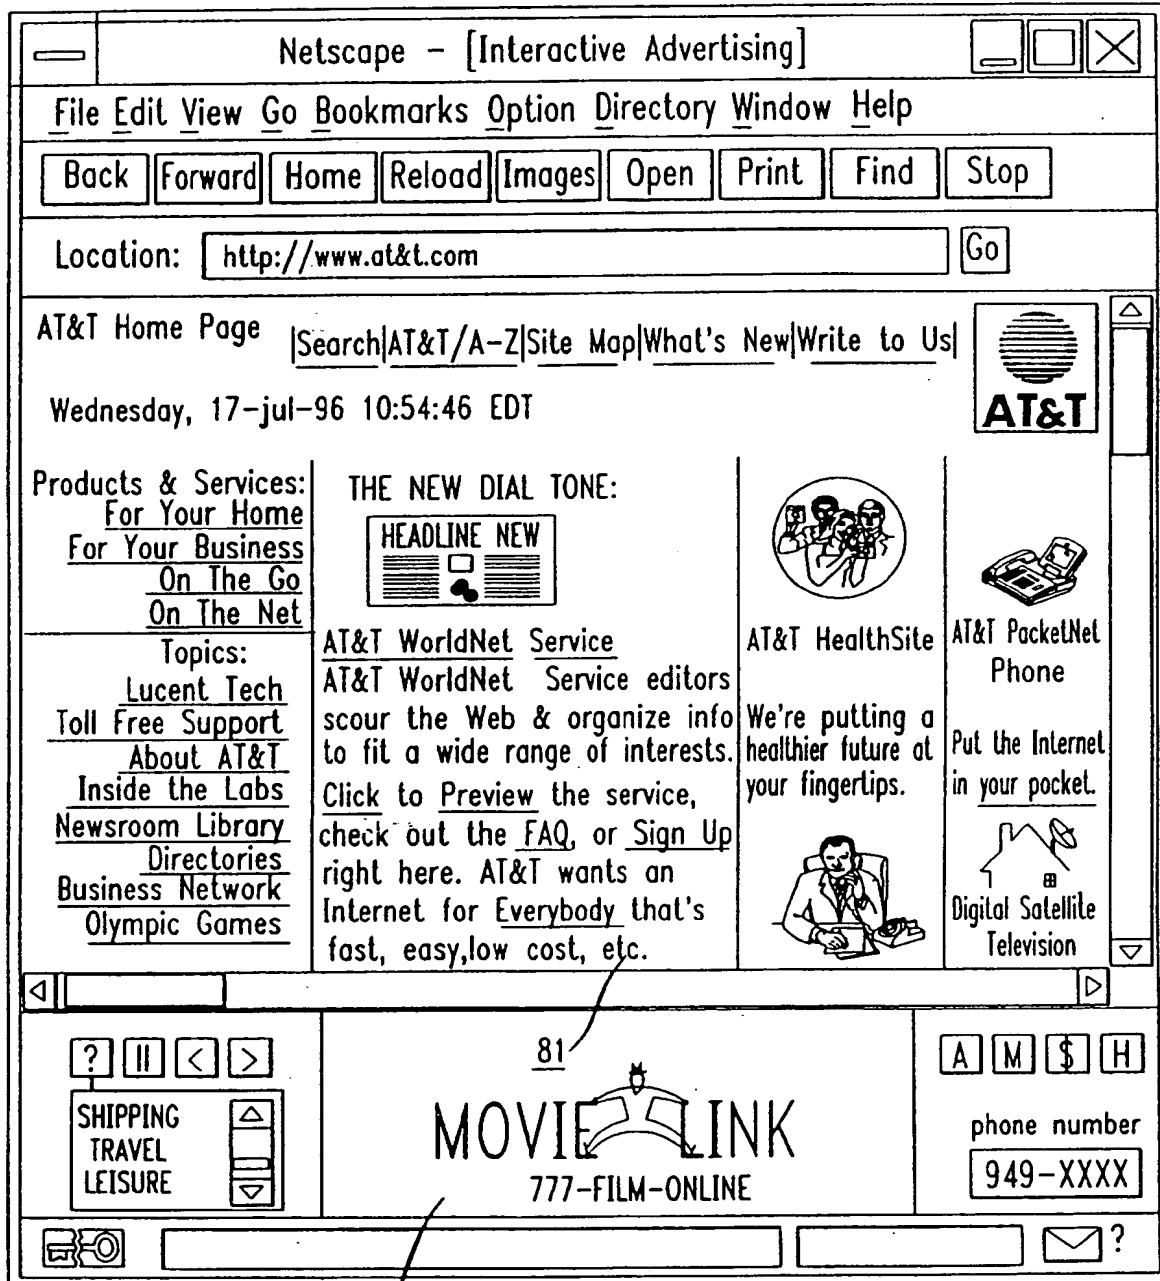 Netscape - [Interactive Advertising]
File Edit View Go Bookmarks Option Directory Window Help
Back Forward Home Reload Images Open Print Find Stop
Location: http://www.at&t.com Go
AT&T Home Page |Search|AT&T/A-Z|Site Map|What's New|Write to Us|
AT&T
Wednesday, 17-jul-96 10:54:46 EDT
Products & Services:
For Your Home
For Your Business
On The Go
On The Net
Topics:
Lucent Tech
Toll Free Support
About AT&T
Inside the Labs
Newsroom Library
Directories
Business Network
Olympic Games
THE NEW DIAL TONE:
HEADLINE NEW
AT&T WorldNet Service
AT&T WorldNet Service editors
scour the Web & organize info
to fit a wide range of interests.
Click to Preview the service,
check out the FAQ, or Sign Up
right here. AT&T wants an
Internet for Everybody that's
fast, easy,low cost, etc.
AT&T HealthSite
We're putting a
healthier future at
your fingertips.
AT&T PocketNet
Phone
Put the Internet
in your pocket.
Digital Satellite
Television
? || < >
SHIPPING
TRAVEL
LEISURE
81
MOVIE LINK
777-FILM-ONLINE
A M $ H
phone number
949-XXXX
?